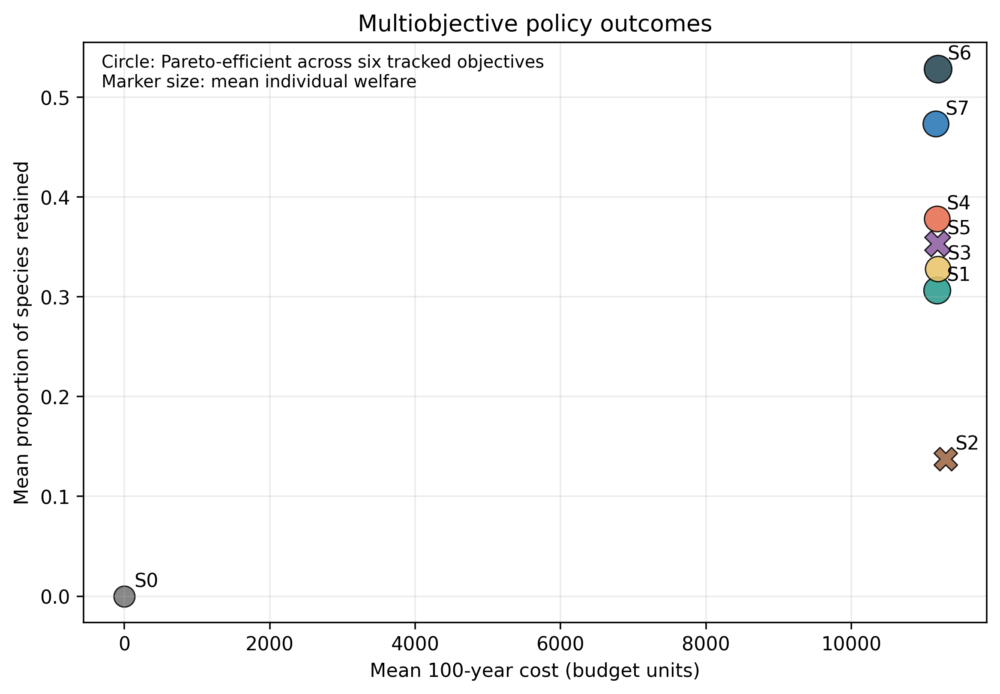 Multiobjective policy outcomes
Circle: Pareto-efficient across six tracked objectives
Marker size: mean individual welfare
S6
S7
S4
S5
S3
S1
S2
S0
0.5
0.4
0.3
0.2
0.1
0.0
Mean proportion of species retained
0
2000
4000
6000
8000
10000
Mean 100-year cost (budget units)